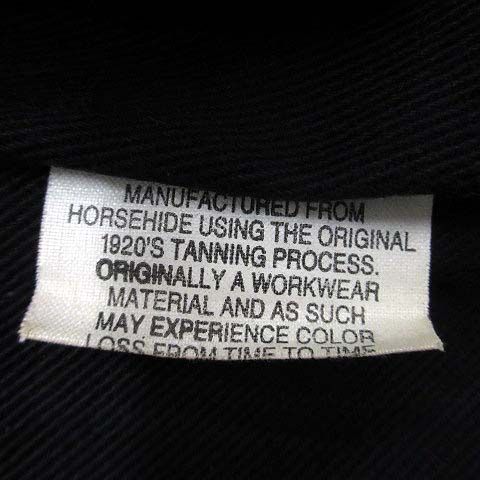 MANUFACTURED FROM
HORSEHIDE USING THE ORIGINAL
1920'S TANNING PROCESS.
ORIGINALLY A WORKWEAR
MATERIAL AND AS SUCH
MAY EXPERIENCE COLOR
LOSS FROM TIME TO TIME